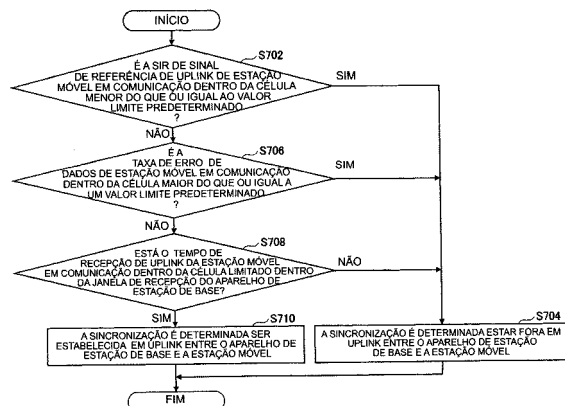 INÍCIO
S702
É A SIR DE SINAL
DE REFERÊNCIA DE UPLINK DE ESTAÇÃO
MÓVEL EM COMUNICAÇÃO DENTRO DA CÉLULA
MENOR DO QUE OU IGUAL AO VALOR
LIMITE PREDETERMINADO
?
SIM
NÃO
S706
É A
TAXA DE ERRO DE
DADOS DE ESTAÇÃO MÓVEL EM COMUNICAÇÃO
DENTRO DA CÉLULA MAIOR DO QUE OU IGUAL A
UM VALOR LIMITE PREDETERMINADO
?
SIM
NÃO
S708
ESTÁ O TEMPO DE
RECEPÇÃO DE UPLINK DA ESTAÇÃO MÓVEL
EM COMUNICAÇÃO DENTRO DA CÉLULA LIMITADO DENTRO
DA JANELA DE RECEPÇÃO DO APARELHO DE
ESTAÇÃO DE BASE?
NÃO
SIM
S710
A SINCRONIZAÇÃO É DETERMINADA SER
ESTABELECIDA EM UPLINK ENTRE O APARELHO DE
ESTAÇÃO DE BASE E A ESTAÇÃO MÓVEL
S704
A SINCRONIZAÇÃO É DETERMINADA ESTAR FORA EM
UPLINK ENTRE O APARELHO DE ESTAÇÃO
DE BASE E A ESTAÇÃO MÓVEL
FIM